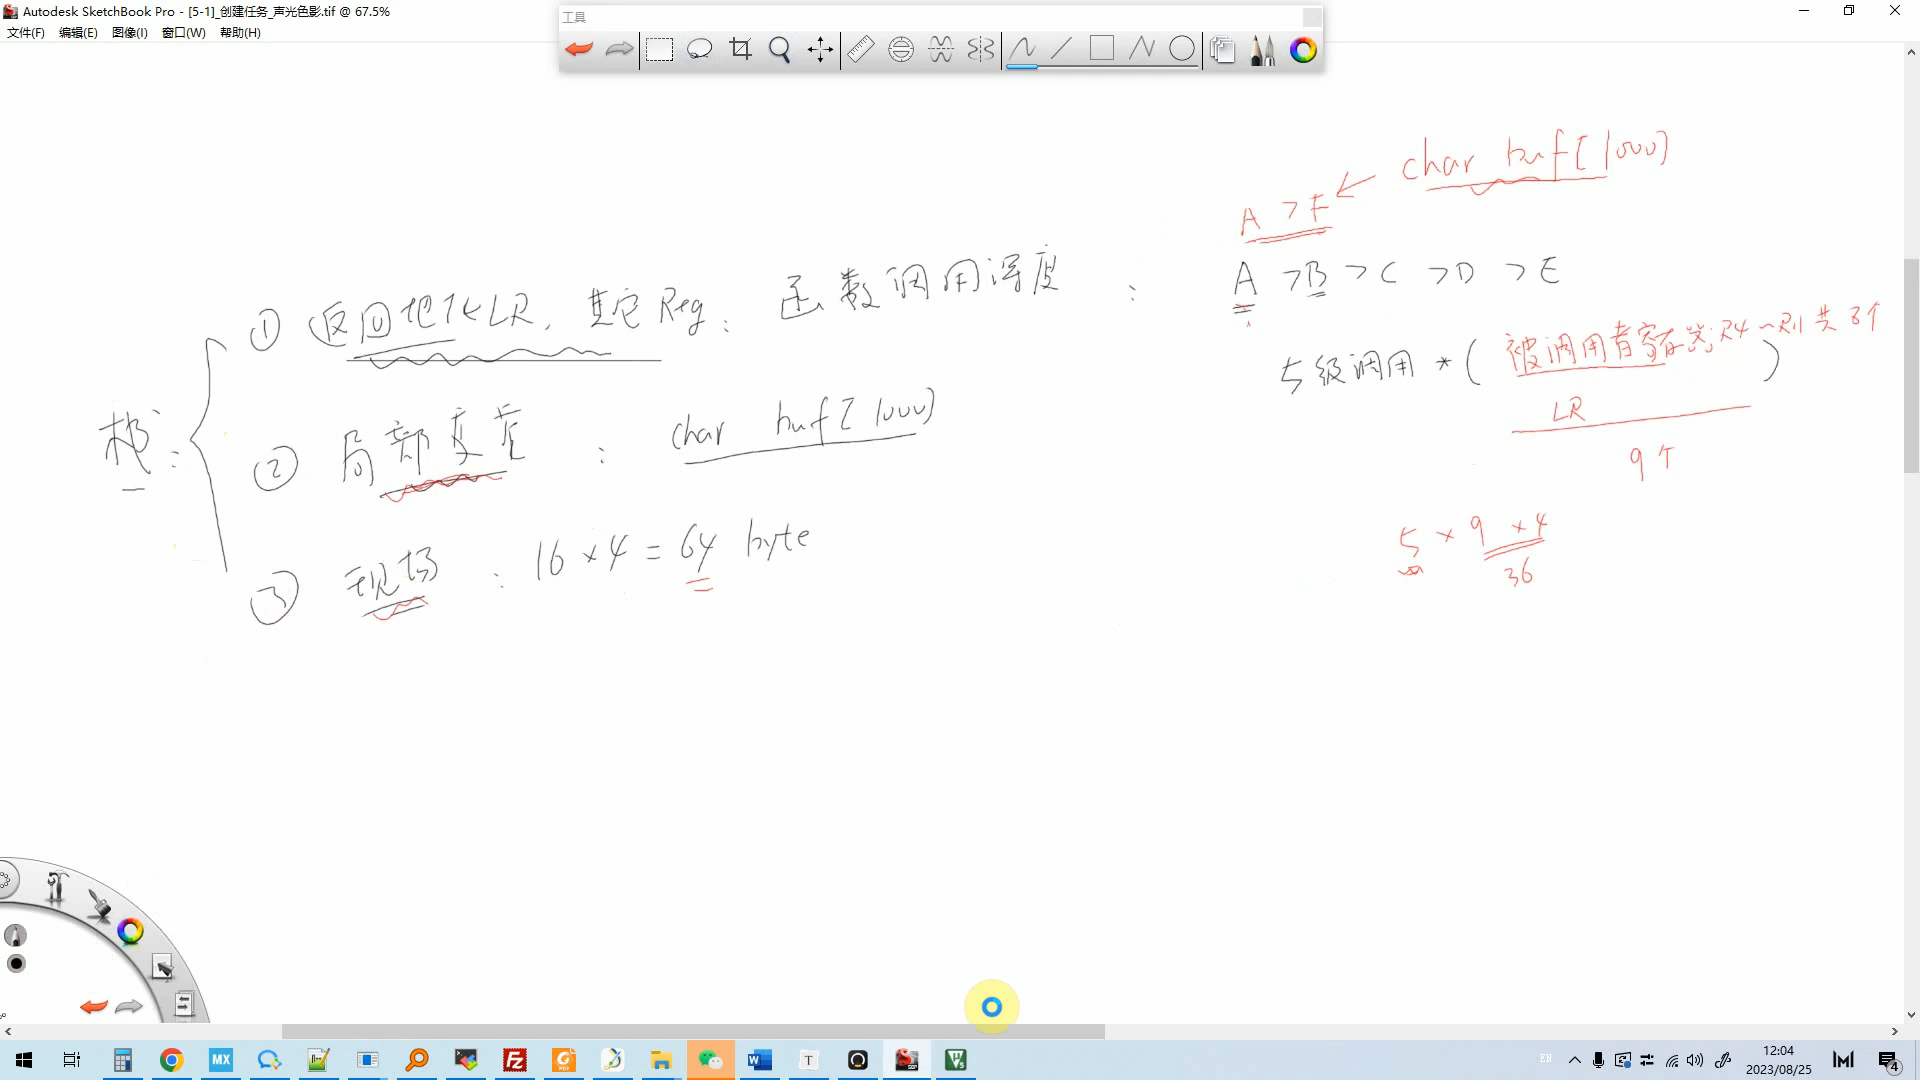 Autodesk SketchBook Pro - [5-1]_创建任务_声光色影.tif @ 67.5%
文件(F) 编辑(E) 图像(I) 窗口(W) 帮助(H)
工具
char buf[1000]
A > F
A > B > C > D > E
① 返回地址LR, 其它Reg: 函数调用深度 :
5级调用 * ( 被调用者寄存器: R4~R11 共8个 )
LR
9个
栈:
② 局部变量 : char buf[1000]
③ 现场 : 16×4 = 64 byte
5 × 9 × 4
36
EN
12:04
2023/08/25
4